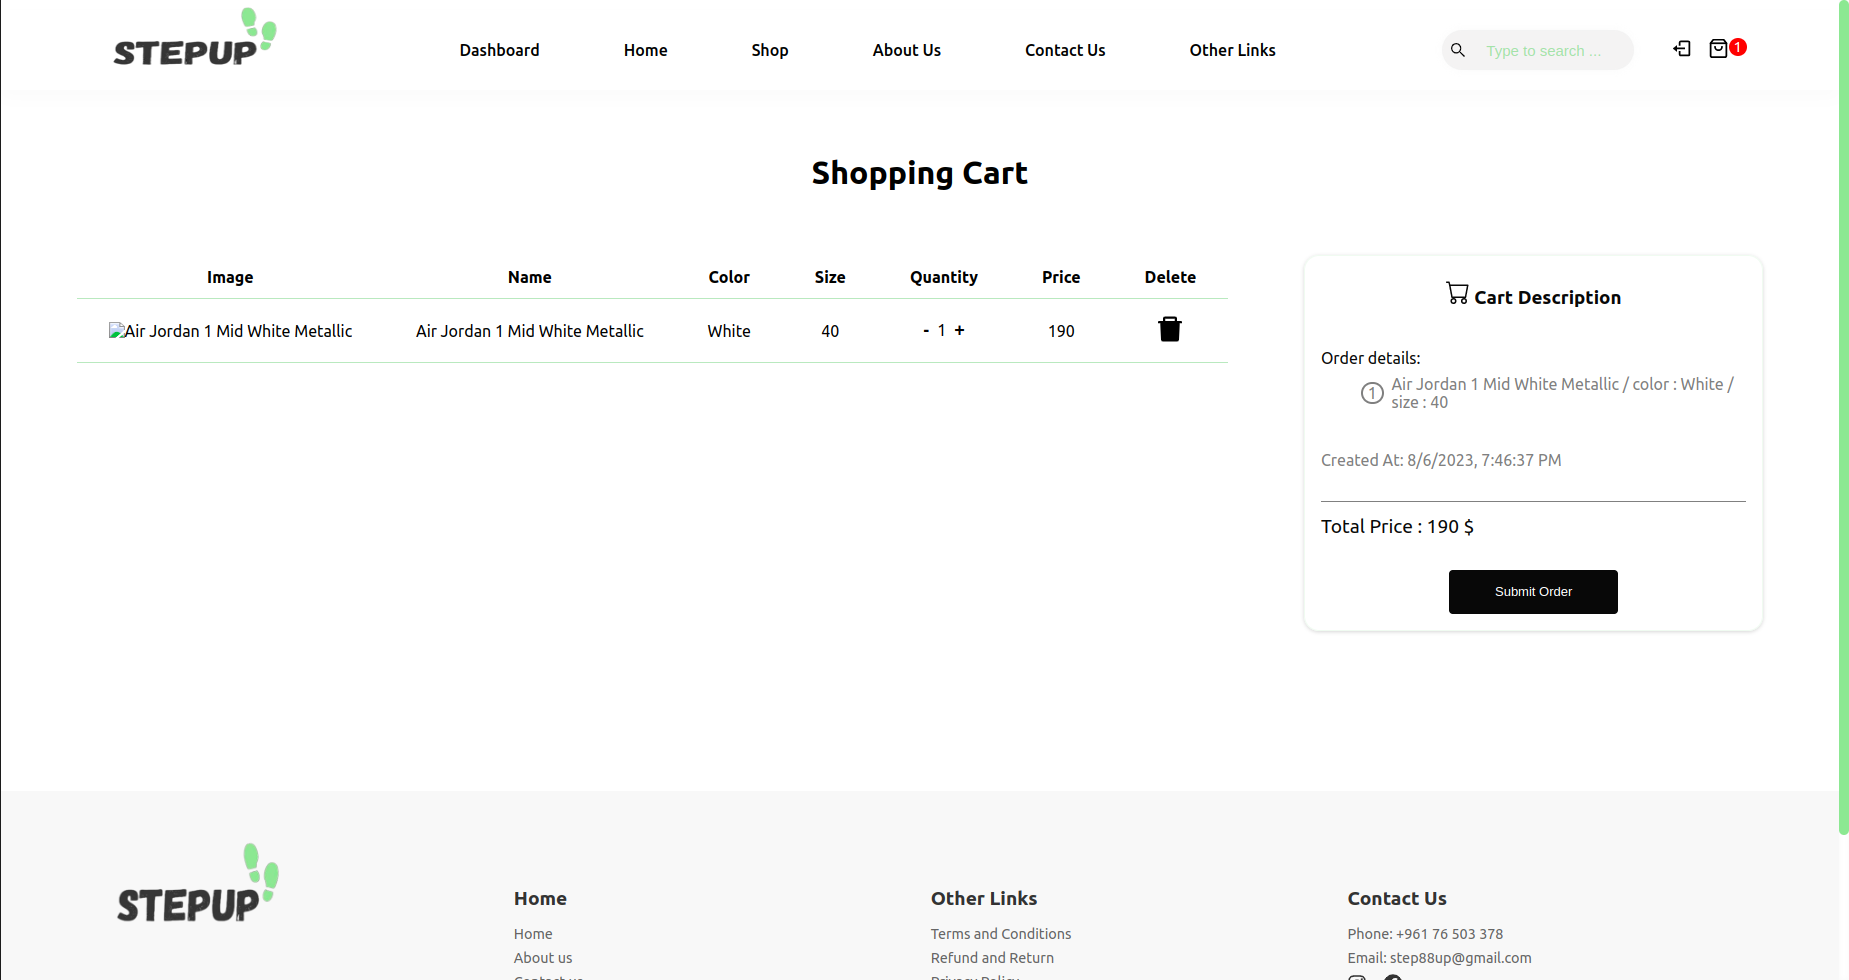 STEPUP
Dashboard Home Shop About Us Contact Us Other Links
Type to search ...
1
Shopping Cart
Image Name Color Size Quantity Price Delete
Air Jordan 1 Mid White Metallic Air Jordan 1 Mid White Metallic White 40 - 1 + 190
Cart Description
Order details:
1 Air Jordan 1 Mid White Metallic / color : White /
size : 40
Created At: 8/6/2023, 7:46:37 PM
Total Price : 190 $
Submit Order
STEPUP
Home
Home
About us
Contact us
Other Links
Terms and Conditions
Refund and Return
Privacy Policy
Contact Us
Phone: +961 76 503 378
Email: step88up@gmail.com